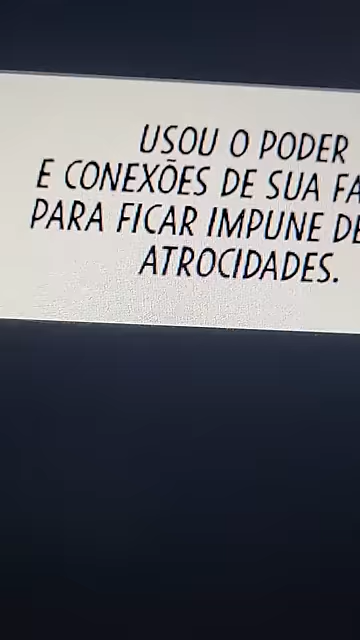 USOU O PODER
E CONEXÕES DE SUA
PARA FICAR IMPUNE
ATROCIDADES.